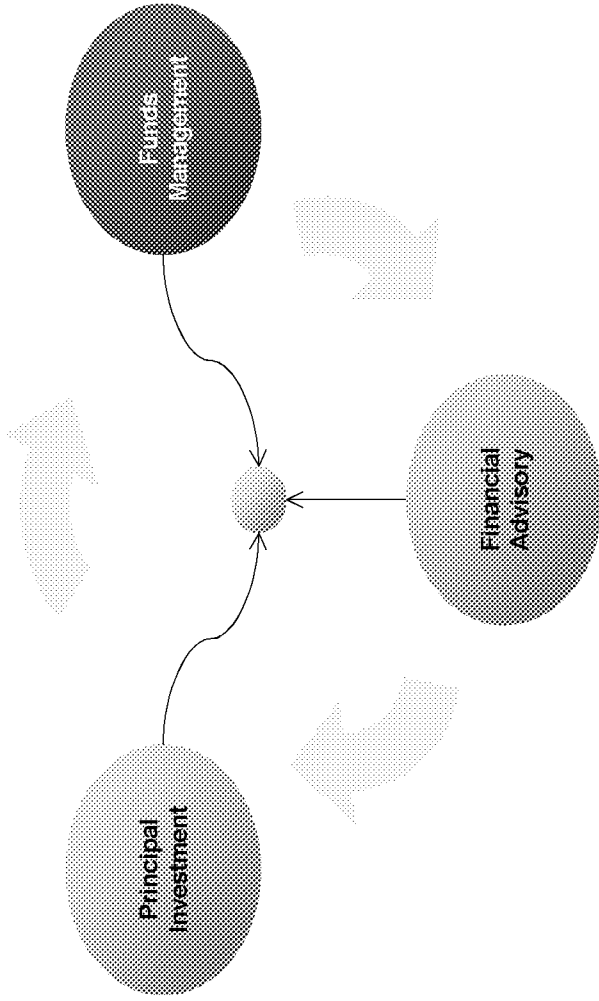 Principal
Investment
Funds
Management
Financial
Advisory